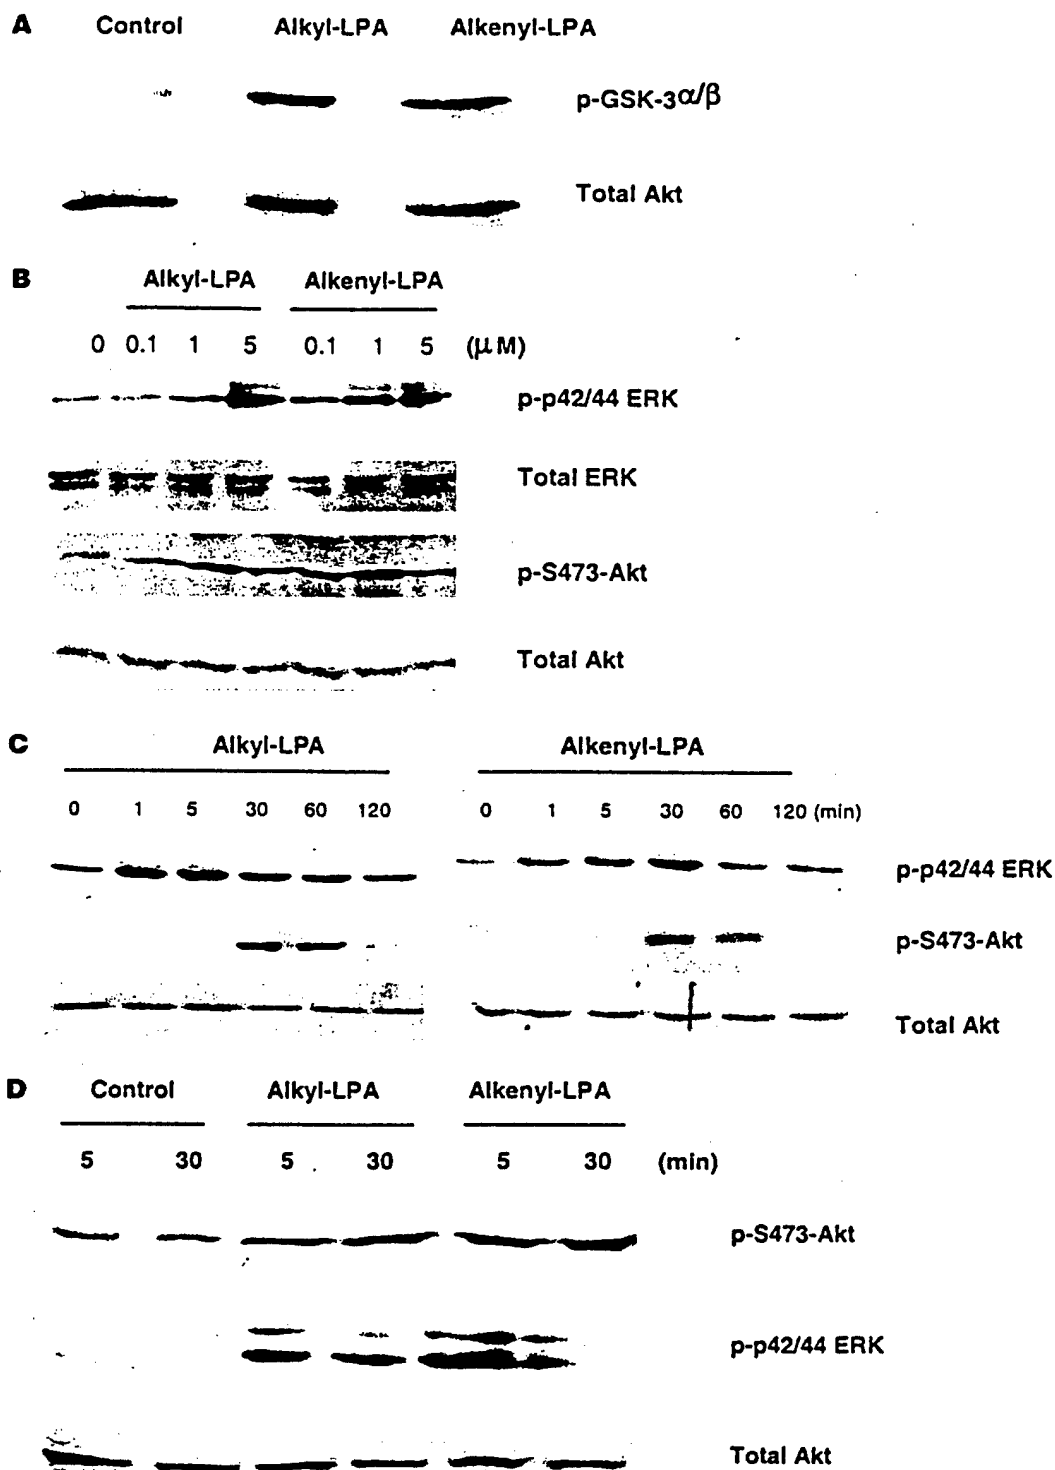 A Control Alkyl-LPA Alkenyl-LPA
p-GSK-3α/β
Total Akt
B Alkyl-LPA Alkenyl-LPA
0 0.1 1 5 0.1 1 5 (μM)
p-p42/44 ERK
Total ERK
p-S473-Akt
Total Akt
C Alkyl-LPA Alkenyl-LPA
0 1 5 30 60 120 0 1 5 30 60 120 (min)
p-p42/44 ERK
p-S473-Akt
Total Akt
D Control Alkyl-LPA Alkenyl-LPA
5 30 5 30 5 30 (min)
p-S473-Akt
p-p42/44 ERK
Total Akt